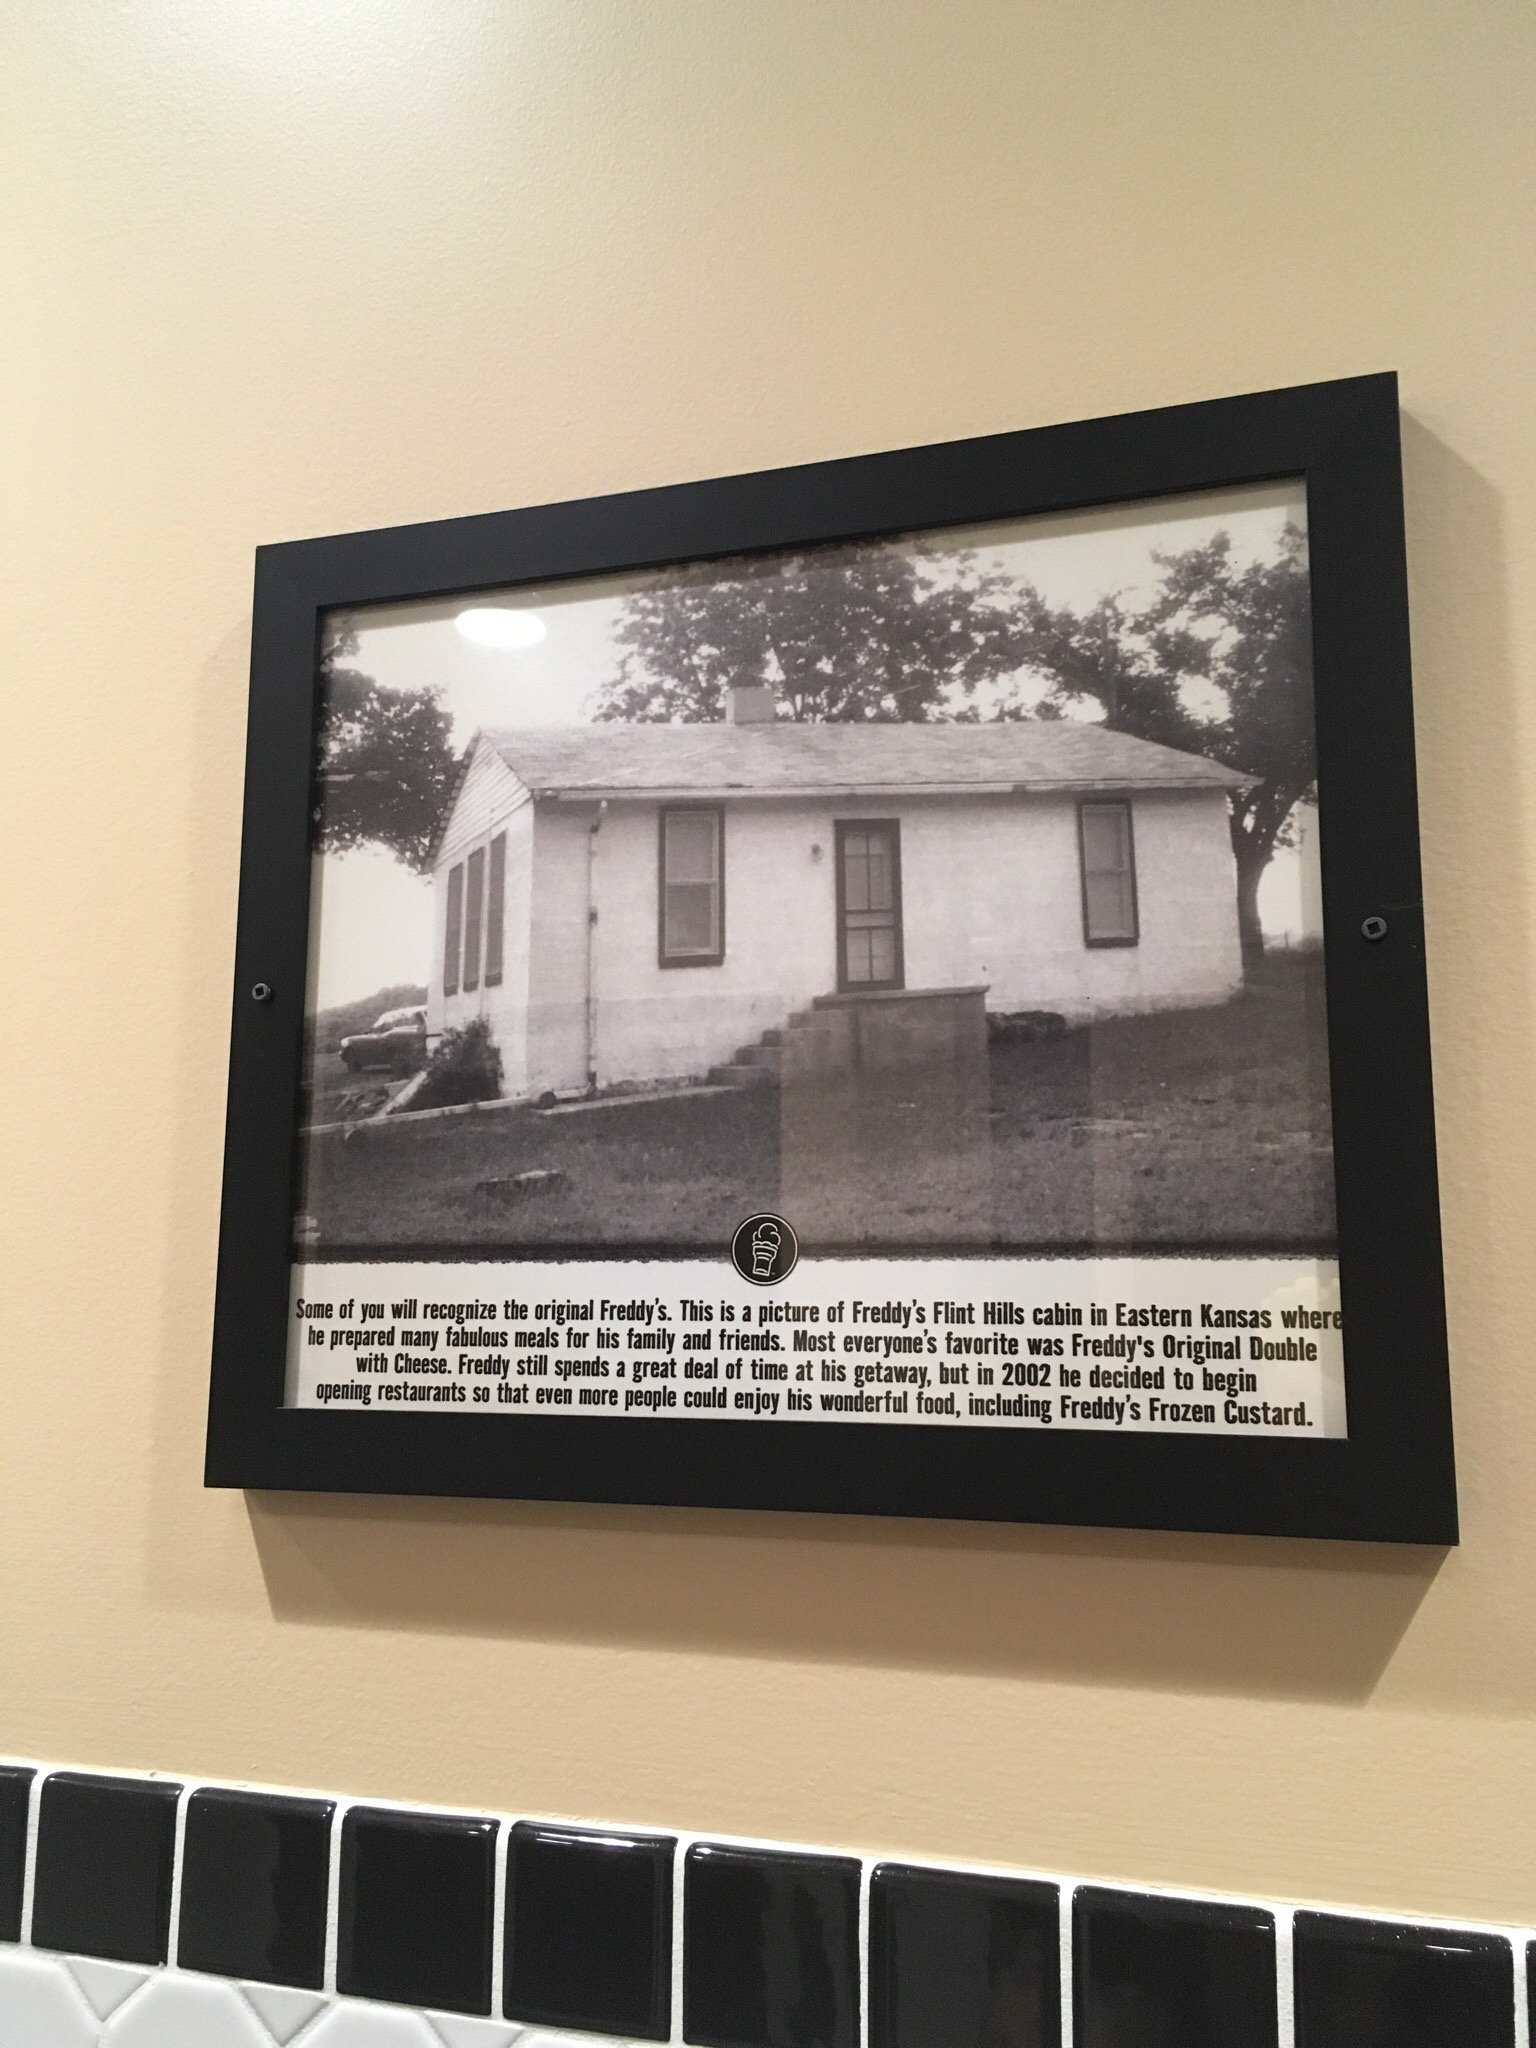 Some of you will recognize the original Freddy's. This is a picture of Freddy's Flint Hills cabin in Eastern Kansas where
he prepared many fabulous meals for his family and friends. Most everyone's favorite was Freddy's Original Double
with Cheese. Freddy still spends a great deal of time at his getaway, but in 2002 he decided to begin
opening restaurants so that even more people could enjoy his wonderful food, including Freddy's Frozen Custard.